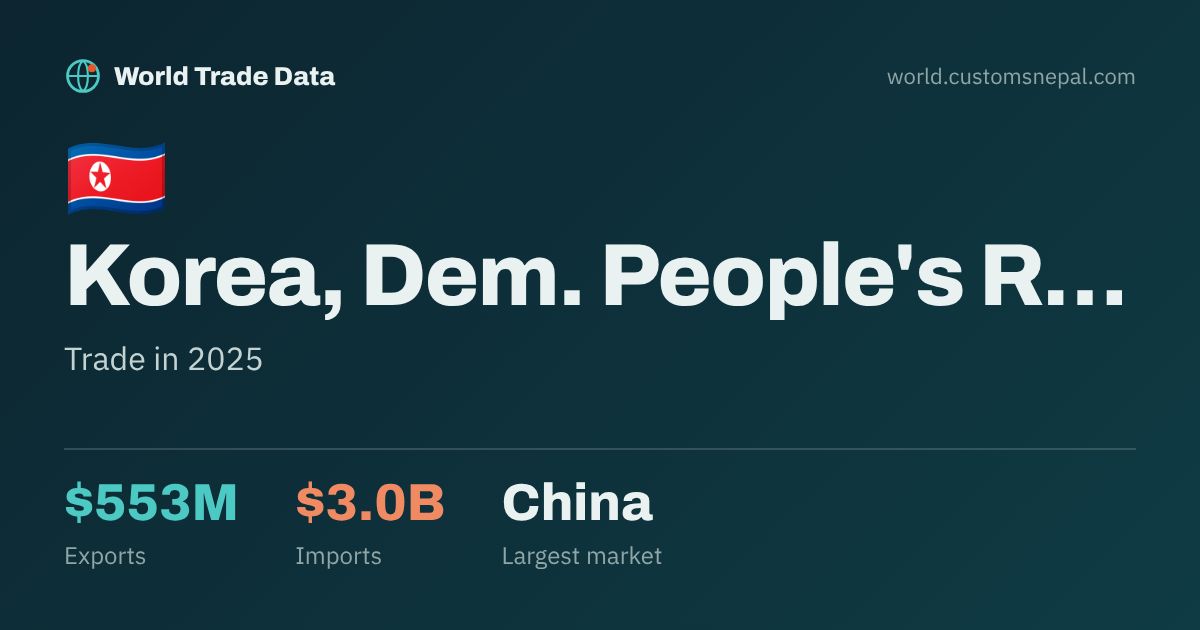 World Trade Data
world.customsnepal.com
Korea, Dem. People's R...
Trade in 2025
$553M $3.0B China
Exports Imports Largest market